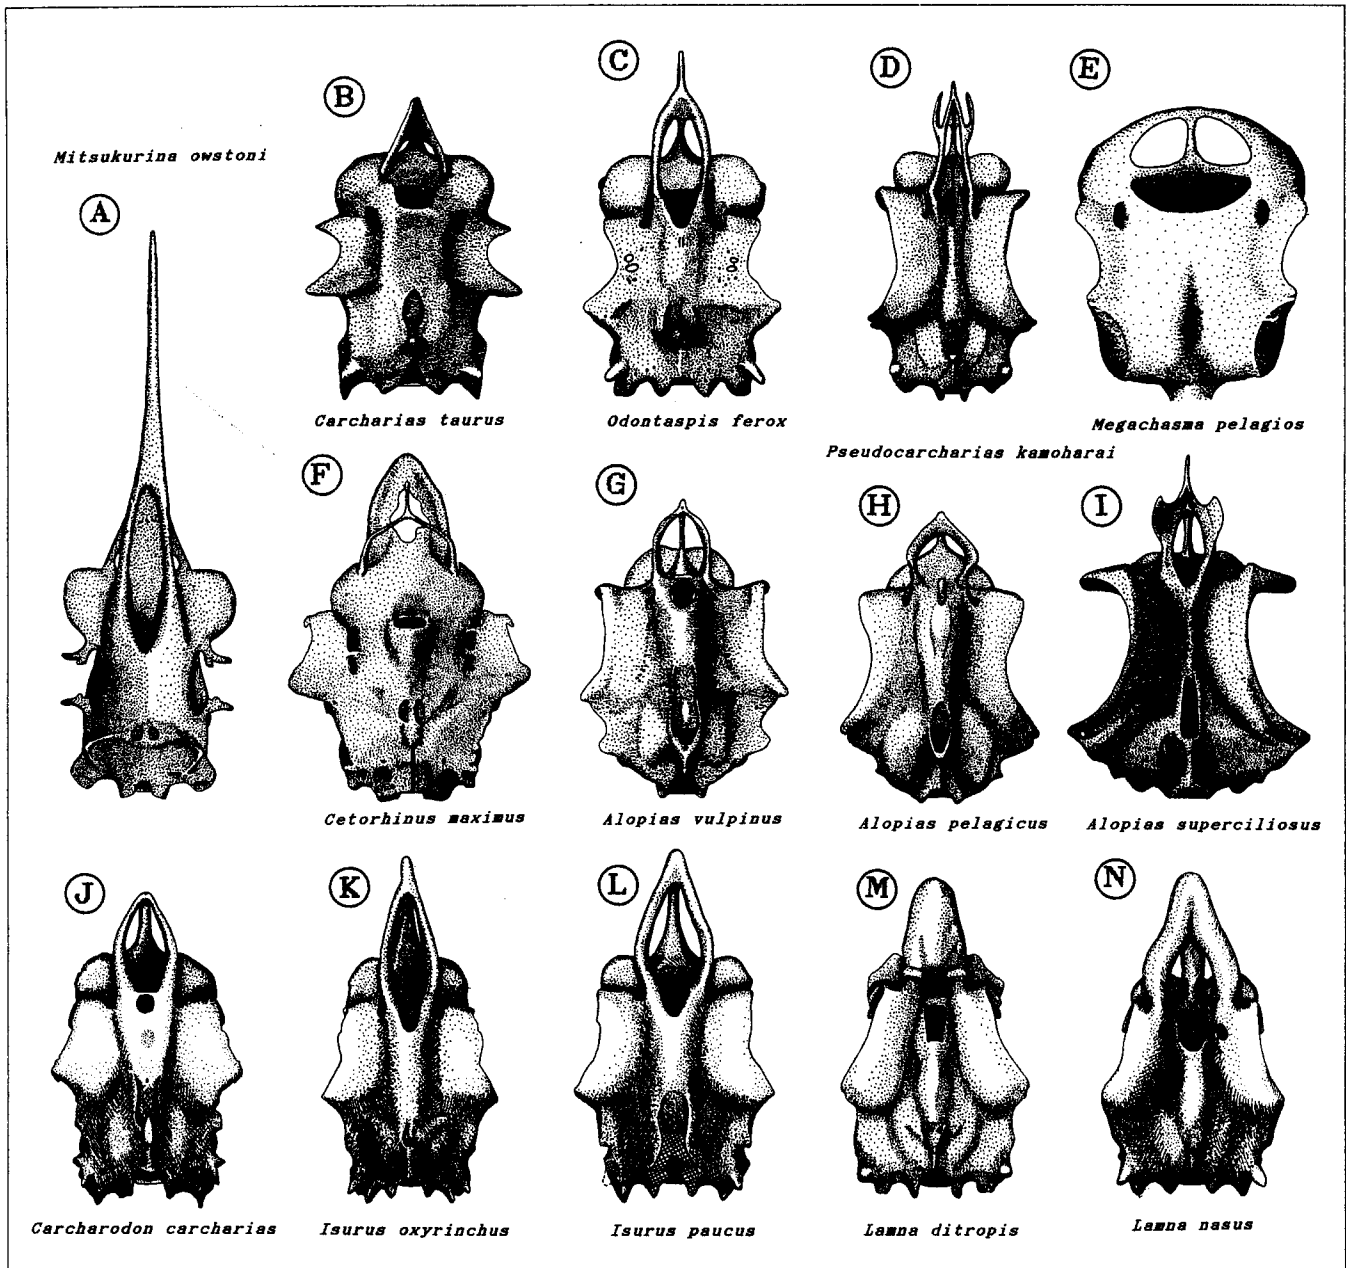 Mitsukurina owstoni
A
B
C
D
E
Carcharias taurus
Odontaspis ferox
Pseudocarcharias kamoharai
Megachasma pelagios
F
G
H
I
Cetorhinus maximus
Alopias vulpinus
Alopias pelagicus
Alopias superciliosus
J
K
L
M
N
Carcharodon carcharias
Isurus oxyrinchus
Isurus paucus
Lamna ditropis
Lamna nasus